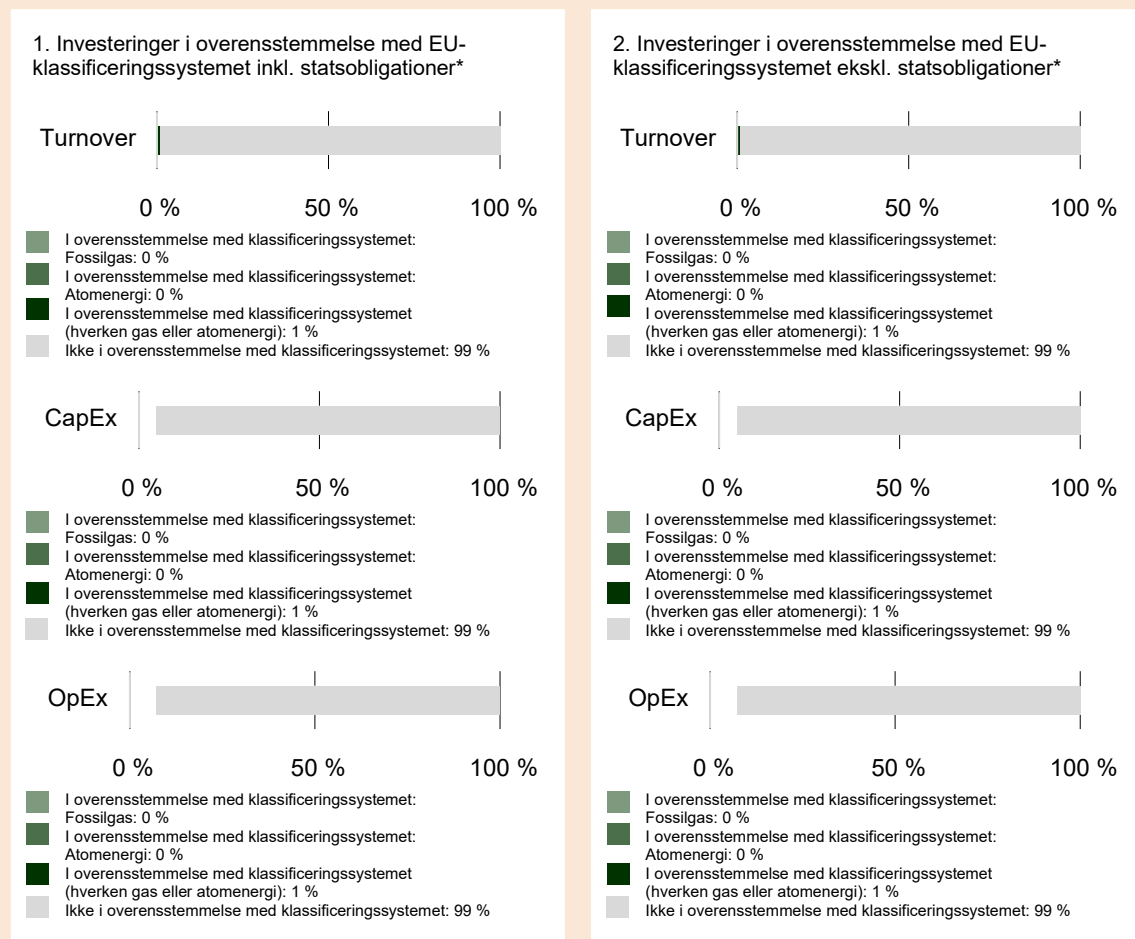 1. Investeringer i overensstemmelse med EU-
klassificeringssystemet inkl. statsobligationer*
Turnover
0 %
50 %
100 %
I overensstemmelse med klassificeringssystemet:
Fossilgas: 0 %
I overensstemmelse med klassificeringssystemet:
Atomenergi: 0 %
I overensstemmelse med klassificeringssystemet
(hverken gas eller atomenergi): 1 %
Ikke i overensstemmelse med klassificeringssystemet: 99 %
CapEx
0 %
50 %
100 %
I overensstemmelse med klassificeringssystemet:
Fossilgas: 0 %
I overensstemmelse med klassificeringssystemet:
Atomenergi: 0 %
I overensstemmelse med klassificeringssystemet
(hverken gas eller atomenergi): 1 %
Ikke i overensstemmelse med klassificeringssystemet: 99 %
OpEx
0 %
50 %
100 %
I overensstemmelse med klassificeringssystemet:
Fossilgas: 0 %
I overensstemmelse med klassificeringssystemet:
Atomenergi: 0 %
I overensstemmelse med klassificeringssystemet
(hverken gas eller atomenergi): 1 %
Ikke i overensstemmelse med klassificeringssystemet: 99 %
2. Investeringer i overensstemmelse med EU-
klassificeringssystemet ekskl. statsobligationer*
Turnover
0 %
50 %
100 %
I overensstemmelse med klassificeringssystemet:
Fossilgas: 0 %
I overensstemmelse med klassificeringssystemet:
Atomenergi: 0 %
I overensstemmelse med klassificeringssystemet
(hverken gas eller atomenergi): 1 %
Ikke i overensstemmelse med klassificeringssystemet: 99 %
CapEx
0 %
50 %
100 %
I overensstemmelse med klassificeringssystemet:
Fossilgas: 0 %
I overensstemmelse med klassificeringssystemet:
Atomenergi: 0 %
I overensstemmelse med klassificeringssystemet
(hverken gas eller atomenergi): 1 %
Ikke i overensstemmelse med klassificeringssystemet: 99 %
OpEx
0 %
50 %
100 %
I overensstemmelse med klassificeringssystemet:
Fossilgas: 0 %
I overensstemmelse med klassificeringssystemet:
Atomenergi: 0 %
I overensstemmelse med klassificeringssystemet
(hverken gas eller atomenergi): 1 %
Ikke i overensstemmelse med klassificeringssystemet: 99 %